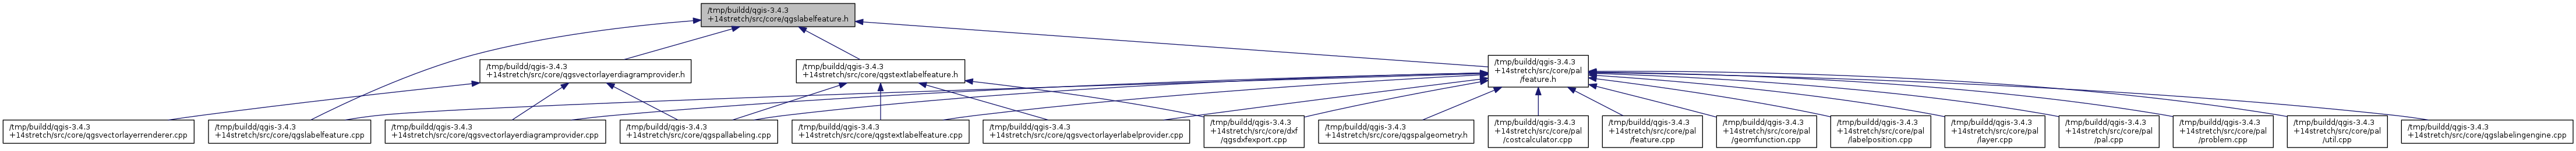 /tmp/buildd/qgis-3.4.3
+14stretch/src/core/qgslabelfeature.h
/tmp/buildd/qgis-3.4.3
+14stretch/src/core/qgsvectorlayerdiagramprovider.h
/tmp/buildd/qgis-3.4.3
+14stretch/src/core/qgstextlabelfeature.h
/tmp/buildd/qgis-3.4.3
+14stretch/src/core/pal
/feature.h
/tmp/buildd/qgis-3.4.3
+14stretch/src/core/qgsvectorlayerrenderer.cpp
/tmp/buildd/qgis-3.4.3
+14stretch/src/core/qgslabelfeature.cpp
/tmp/buildd/qgis-3.4.3
+14stretch/src/core/qgsvectorlayerdiagramprovider.cpp
/tmp/buildd/qgis-3.4.3
+14stretch/src/core/qgspallabeling.cpp
/tmp/buildd/qgis-3.4.3
+14stretch/src/core/qgstextlabelfeature.cpp
/tmp/buildd/qgis-3.4.3
+14stretch/src/core/qgsvectorlayerlabelprovider.cpp
/tmp/buildd/qgis-3.4.3
+14stretch/src/core/dxf
/qgsdxfexport.cpp
/tmp/buildd/qgis-3.4.3
+14stretch/src/core/qgspalgeometry.h
/tmp/buildd/qgis-3.4.3
+14stretch/src/core/pal
/costcalculator.cpp
/tmp/buildd/qgis-3.4.3
+14stretch/src/core/pal
/feature.cpp
/tmp/buildd/qgis-3.4.3
+14stretch/src/core/pal
/geomfunction.cpp
/tmp/buildd/qgis-3.4.3
+14stretch/src/core/pal
/labelposition.cpp
/tmp/buildd/qgis-3.4.3
+14stretch/src/core/pal
/layer.cpp
/tmp/buildd/qgis-3.4.3
+14stretch/src/core/pal
/pal.cpp
/tmp/buildd/qgis-3.4.3
+14stretch/src/core/pal
/problem.cpp
/tmp/buildd/qgis-3.4.3
+14stretch/src/core/pal
/util.cpp
/tmp/buildd/qgis-3.4.3
+14stretch/src/core/qgslabelingengine.cpp